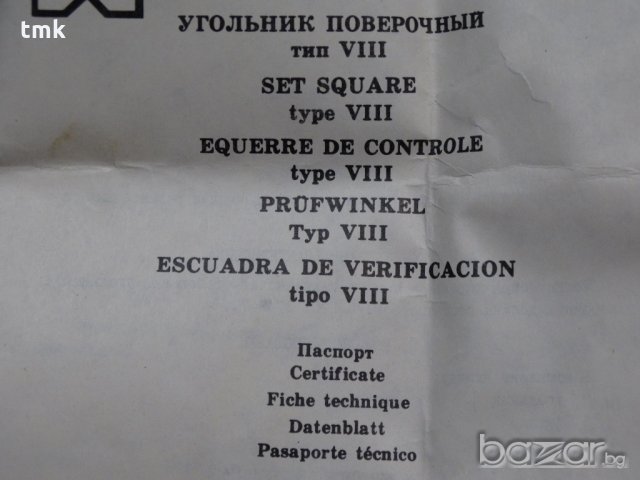 tmk
УГОЛЬНИК ПОВЕРОЧНЫЙ
тип VIII
SET SQUARE
type VIII
EQUERRE DE CONTROLE
type VIII
PRÜFWINKEL
Typ VIII
ESCUADRA DE VERIFICACION
tipo VIII
Паспорт
Certificate
Fiche technique
Datenblatt
Pasaporte técnico
bazar.bg